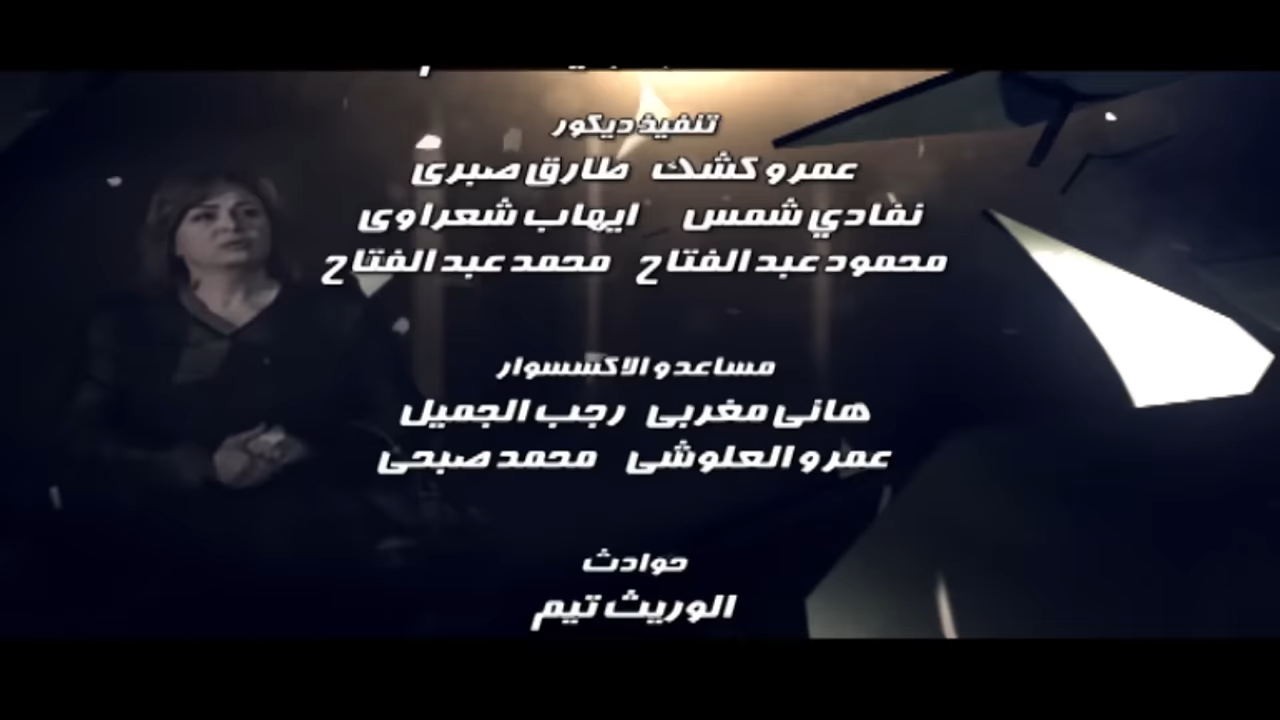 تنفيذ ديكور
عمرو كشك طارق صبرى
نفادي شمس ايهاب شعراوى
محمود عبد الفتاح محمد عبد الفتاح
مساعدو الاكسسوار
هانى مغربى رجب الجميل
عمرو العلوشى محمد صبحى
حوادث
الوريث تيم